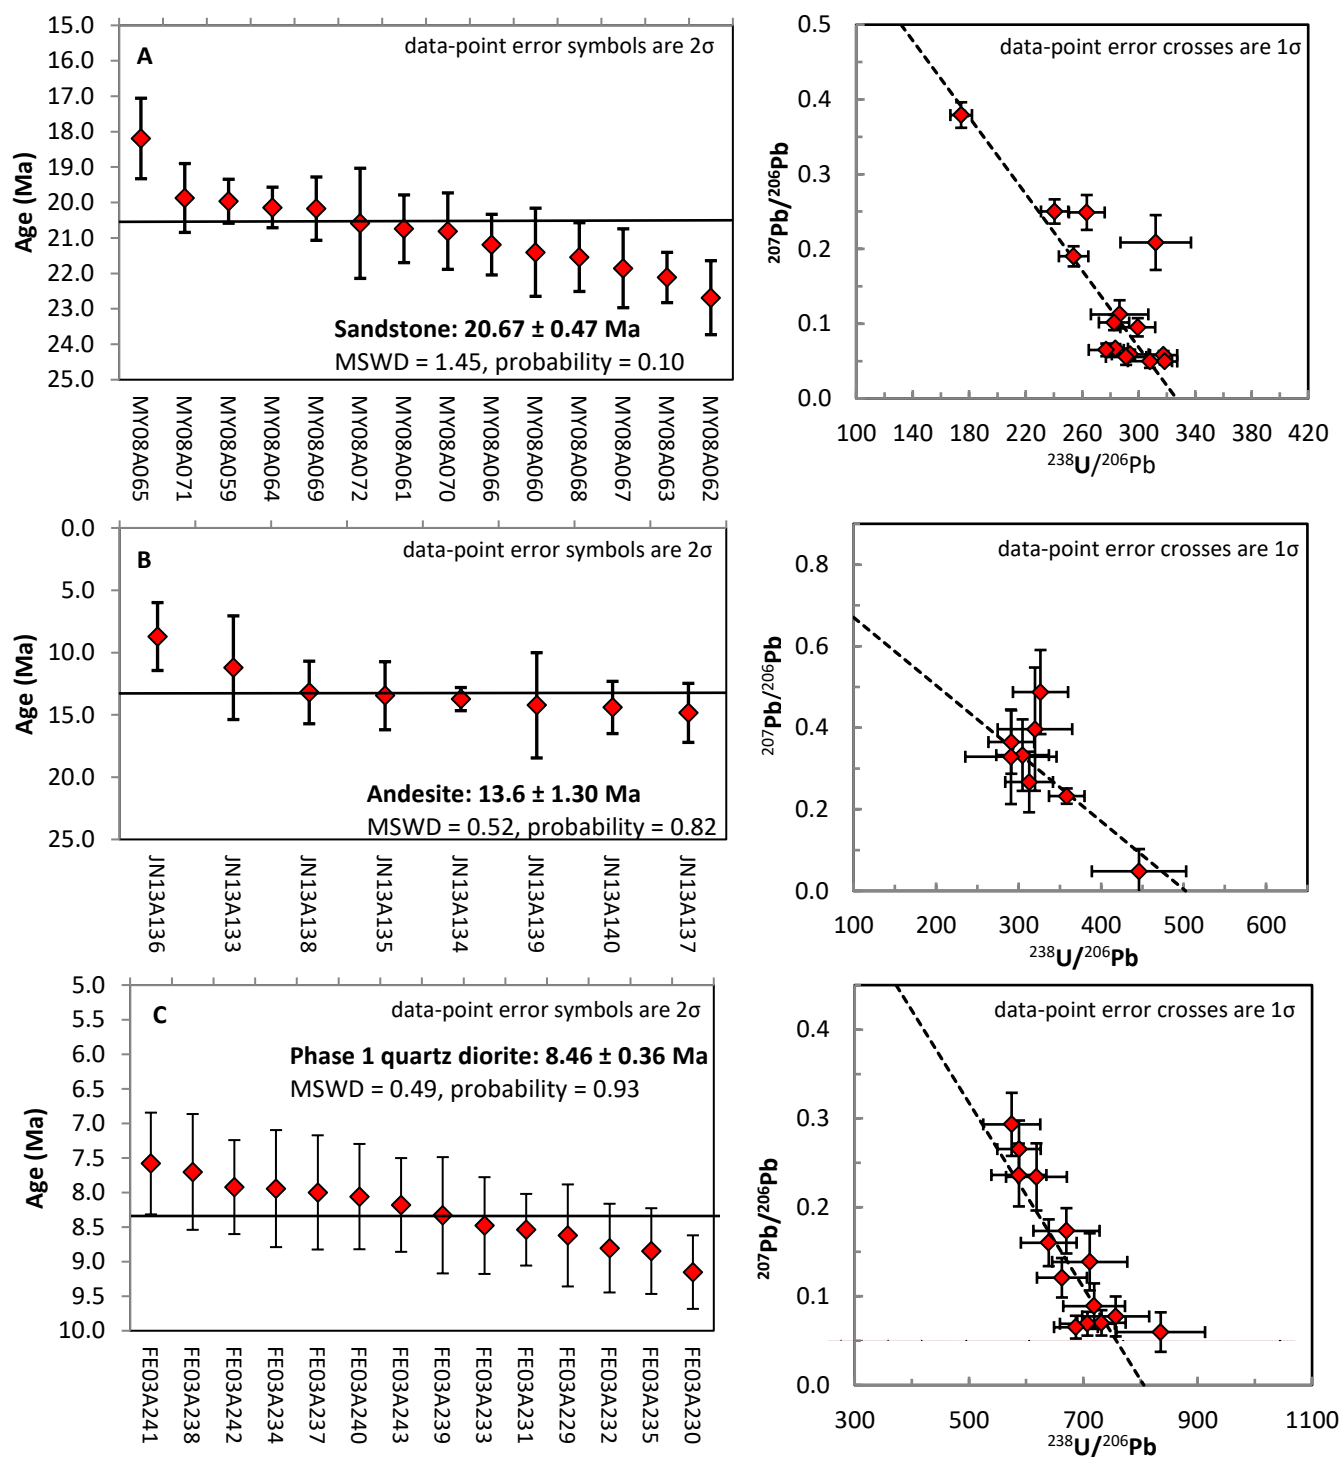 A
data-point error symbols are 2σ
15.0
16.0
17.0
18.0
19.0
20.0
21.0
22.0
23.0
24.0
25.0
Age (Ma)
Sandstone: 20.67 ± 0.47 Ma
MSWD = 1.45, probability = 0.10
MY08A065
MY08A071
MY08A059
MY08A064
MY08A069
MY08A072
MY08A061
MY08A070
MY08A066
MY08A060
MY08A068
MY08A067
MY08A063
MY08A062
data-point error crosses are 1σ
0.5
0.4
0.3
0.2
0.1
0.0
²⁰⁷Pb/²⁰⁶Pb
100 140 180 220 260 300 340 380 420
²³⁸U/²⁰⁶Pb
B
data-point error symbols are 2σ
0.0
5.0
10.0
15.0
20.0
25.0
Age (Ma)
Andesite: 13.6 ± 1.30 Ma
MSWD = 0.52, probability = 0.82
JN13A136
JN13A133
JN13A138
JN13A135
JN13A134
JN13A139
JN13A140
JN13A137
data-point error crosses are 1σ
0.8
0.6
0.4
0.2
0.0
²⁰⁷Pb/²⁰⁶Pb
100 200 300 400 500 600
²³⁸U/²⁰⁶Pb
C
data-point error symbols are 2σ
5.0
5.5
6.0
6.5
7.0
7.5
8.0
8.5
9.0
9.5
10.0
Age (Ma)
Phase 1 quartz diorite: 8.46 ± 0.36 Ma
MSWD = 0.49, probability = 0.93
FE03A241
FE03A238
FE03A242
FE03A234
FE03A237
FE03A240
FE03A243
FE03A239
FE03A233
FE03A231
FE03A229
FE03A232
FE03A235
FE03A230
data-point error crosses are 1σ
0.4
0.3
0.2
0.1
0.0
²⁰⁷Pb/²⁰⁶Pb
300 500 700 900 1100
²³⁸U/²⁰⁶Pb